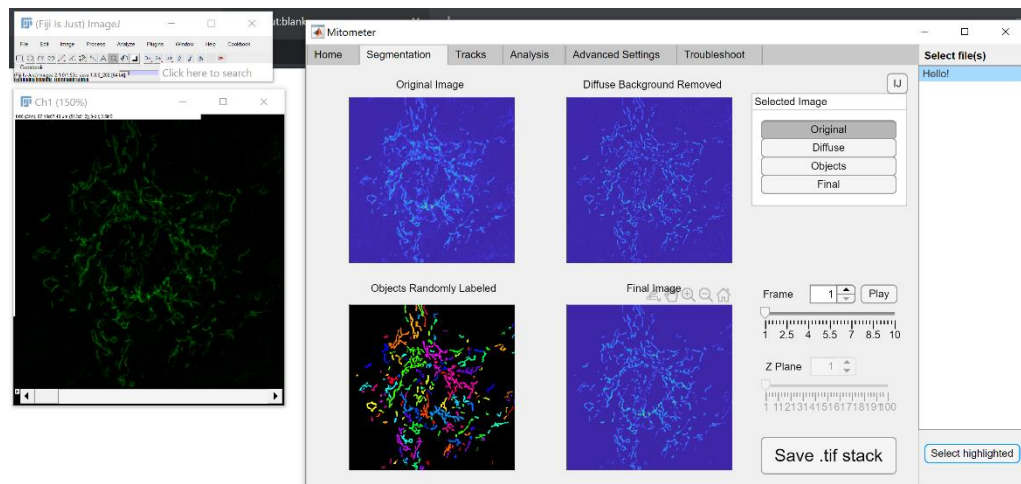 (Fiji Is Just) ImageJ
ut:blank
File Edit Image Process Analyze Plugins Window Help Cookbook
Click here to search
Ch1 (150%)
Mitometer
Home Segmentation Tracks Analysis Advanced Settings Troubleshoot
Select file(s)
Hello!
Original Image
Diffuse Background Removed
IJ
Selected Image
Original
Diffuse
Objects
Final
Objects Randomly Labeled
Final Image
Frame 1 Play
1 2.5 4 5.5 7 8.5 10
Z Plane 1
Save .tif stack
Select highlighted